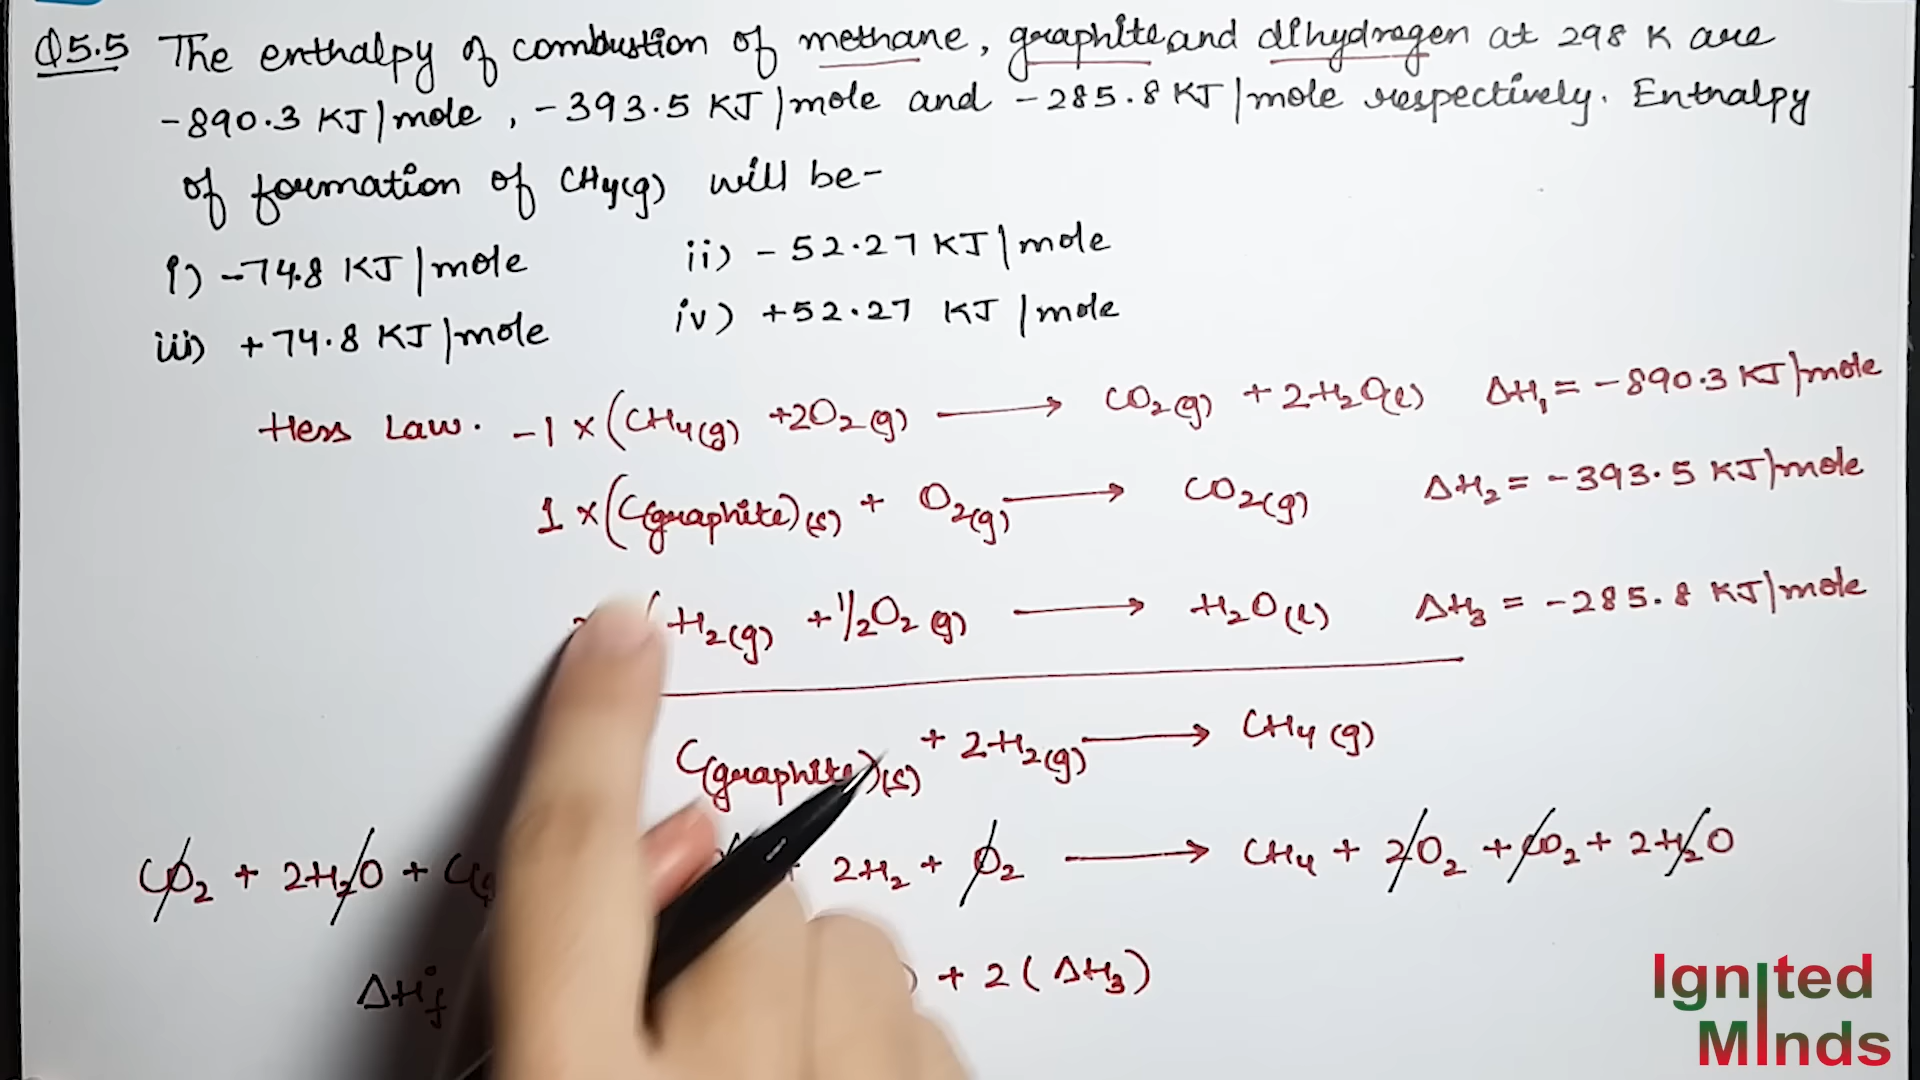 Q5.5 The enthalpy of combustion of methane, graphite and dihydrogen at 298 K are
-890.3 KJ/mole, -393.5 KJ/mole and -285.8 KJ/mole respectively. Enthalpy
of formation of CH4(g) will be-
i) -74.8 KJ/mole ii) -52.27 KJ/mole
iii) +74.8 KJ/mole iv) +52.27 KJ/mole
Hess Law. -1 × (CH4(g) + 2O2(g) ⟶ CO2(g) + 2H2O(l) ΔH1 = -890.3 KJ/mole
1 × (C(graphite)(s) + O2(g) ⟶ CO2(g) ΔH2 = -393.5 KJ/mole
H2(g) + 1/2 O2(g) ⟶ H2O(l) ΔH3 = -285.8 KJ/mole
C(graphite)(s) + 2H2(g) ⟶ CH4(g)
CO2 + 2H2O + 2H2 + O2 ⟶ CH4 + 2O2 + CO2 + 2H2O
ΔHf + 2(ΔH3)
Ignited
Minds